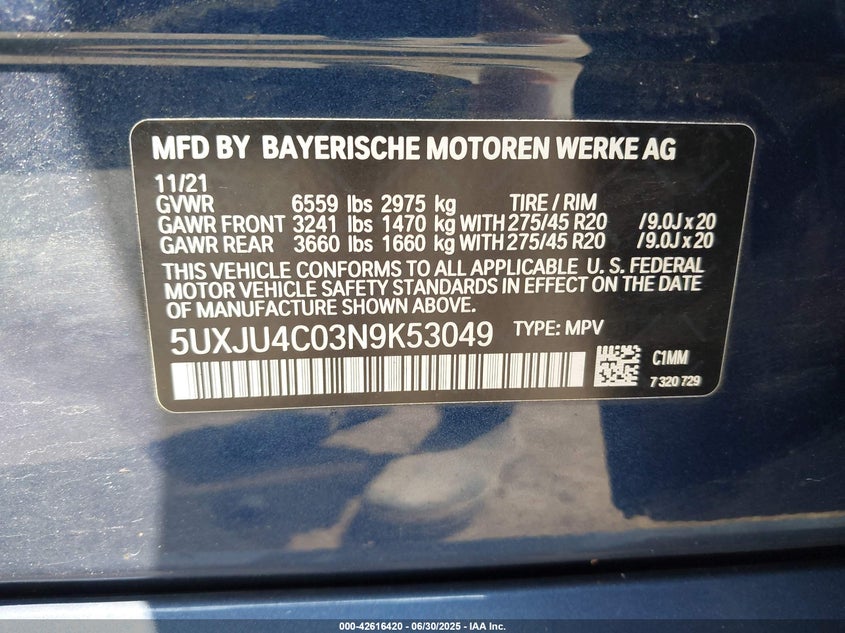 MFD BY BAYERISCHE MOTOREN WERKE AG
11/21
GVWR 6559 lbs 2975 kg TIRE / RIM
GAWR FRONT 3241 lbs 1470 kg WITH 275/45 R20 /9.0J x 20
GAWR REAR 3660 lbs 1660 kg WITH 275/45 R20 /9.0J x 20
THIS VEHICLE CONFORMS TO ALL APPLICABLE U. S. FEDERAL
MOTOR VEHICLE SAFETY STANDARDS IN EFFECT ON THE DATE
OF MANUFACTURE SHOWN ABOVE.
5UXJU4C03N9K53049 TYPE: MPV
C1MM
7 320 729
000-42616420 - 06/30/2025 - IAA Inc.